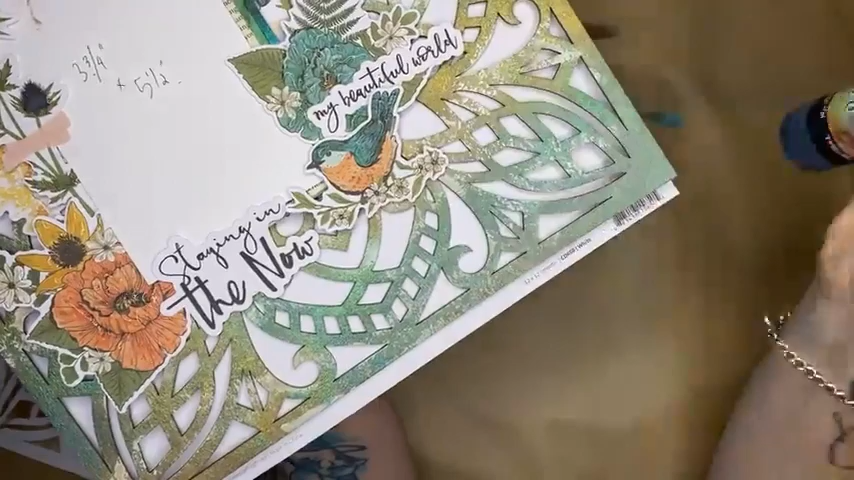 3 3/4"
x 5 1/2"
my beautiful world
Staying in
the Now